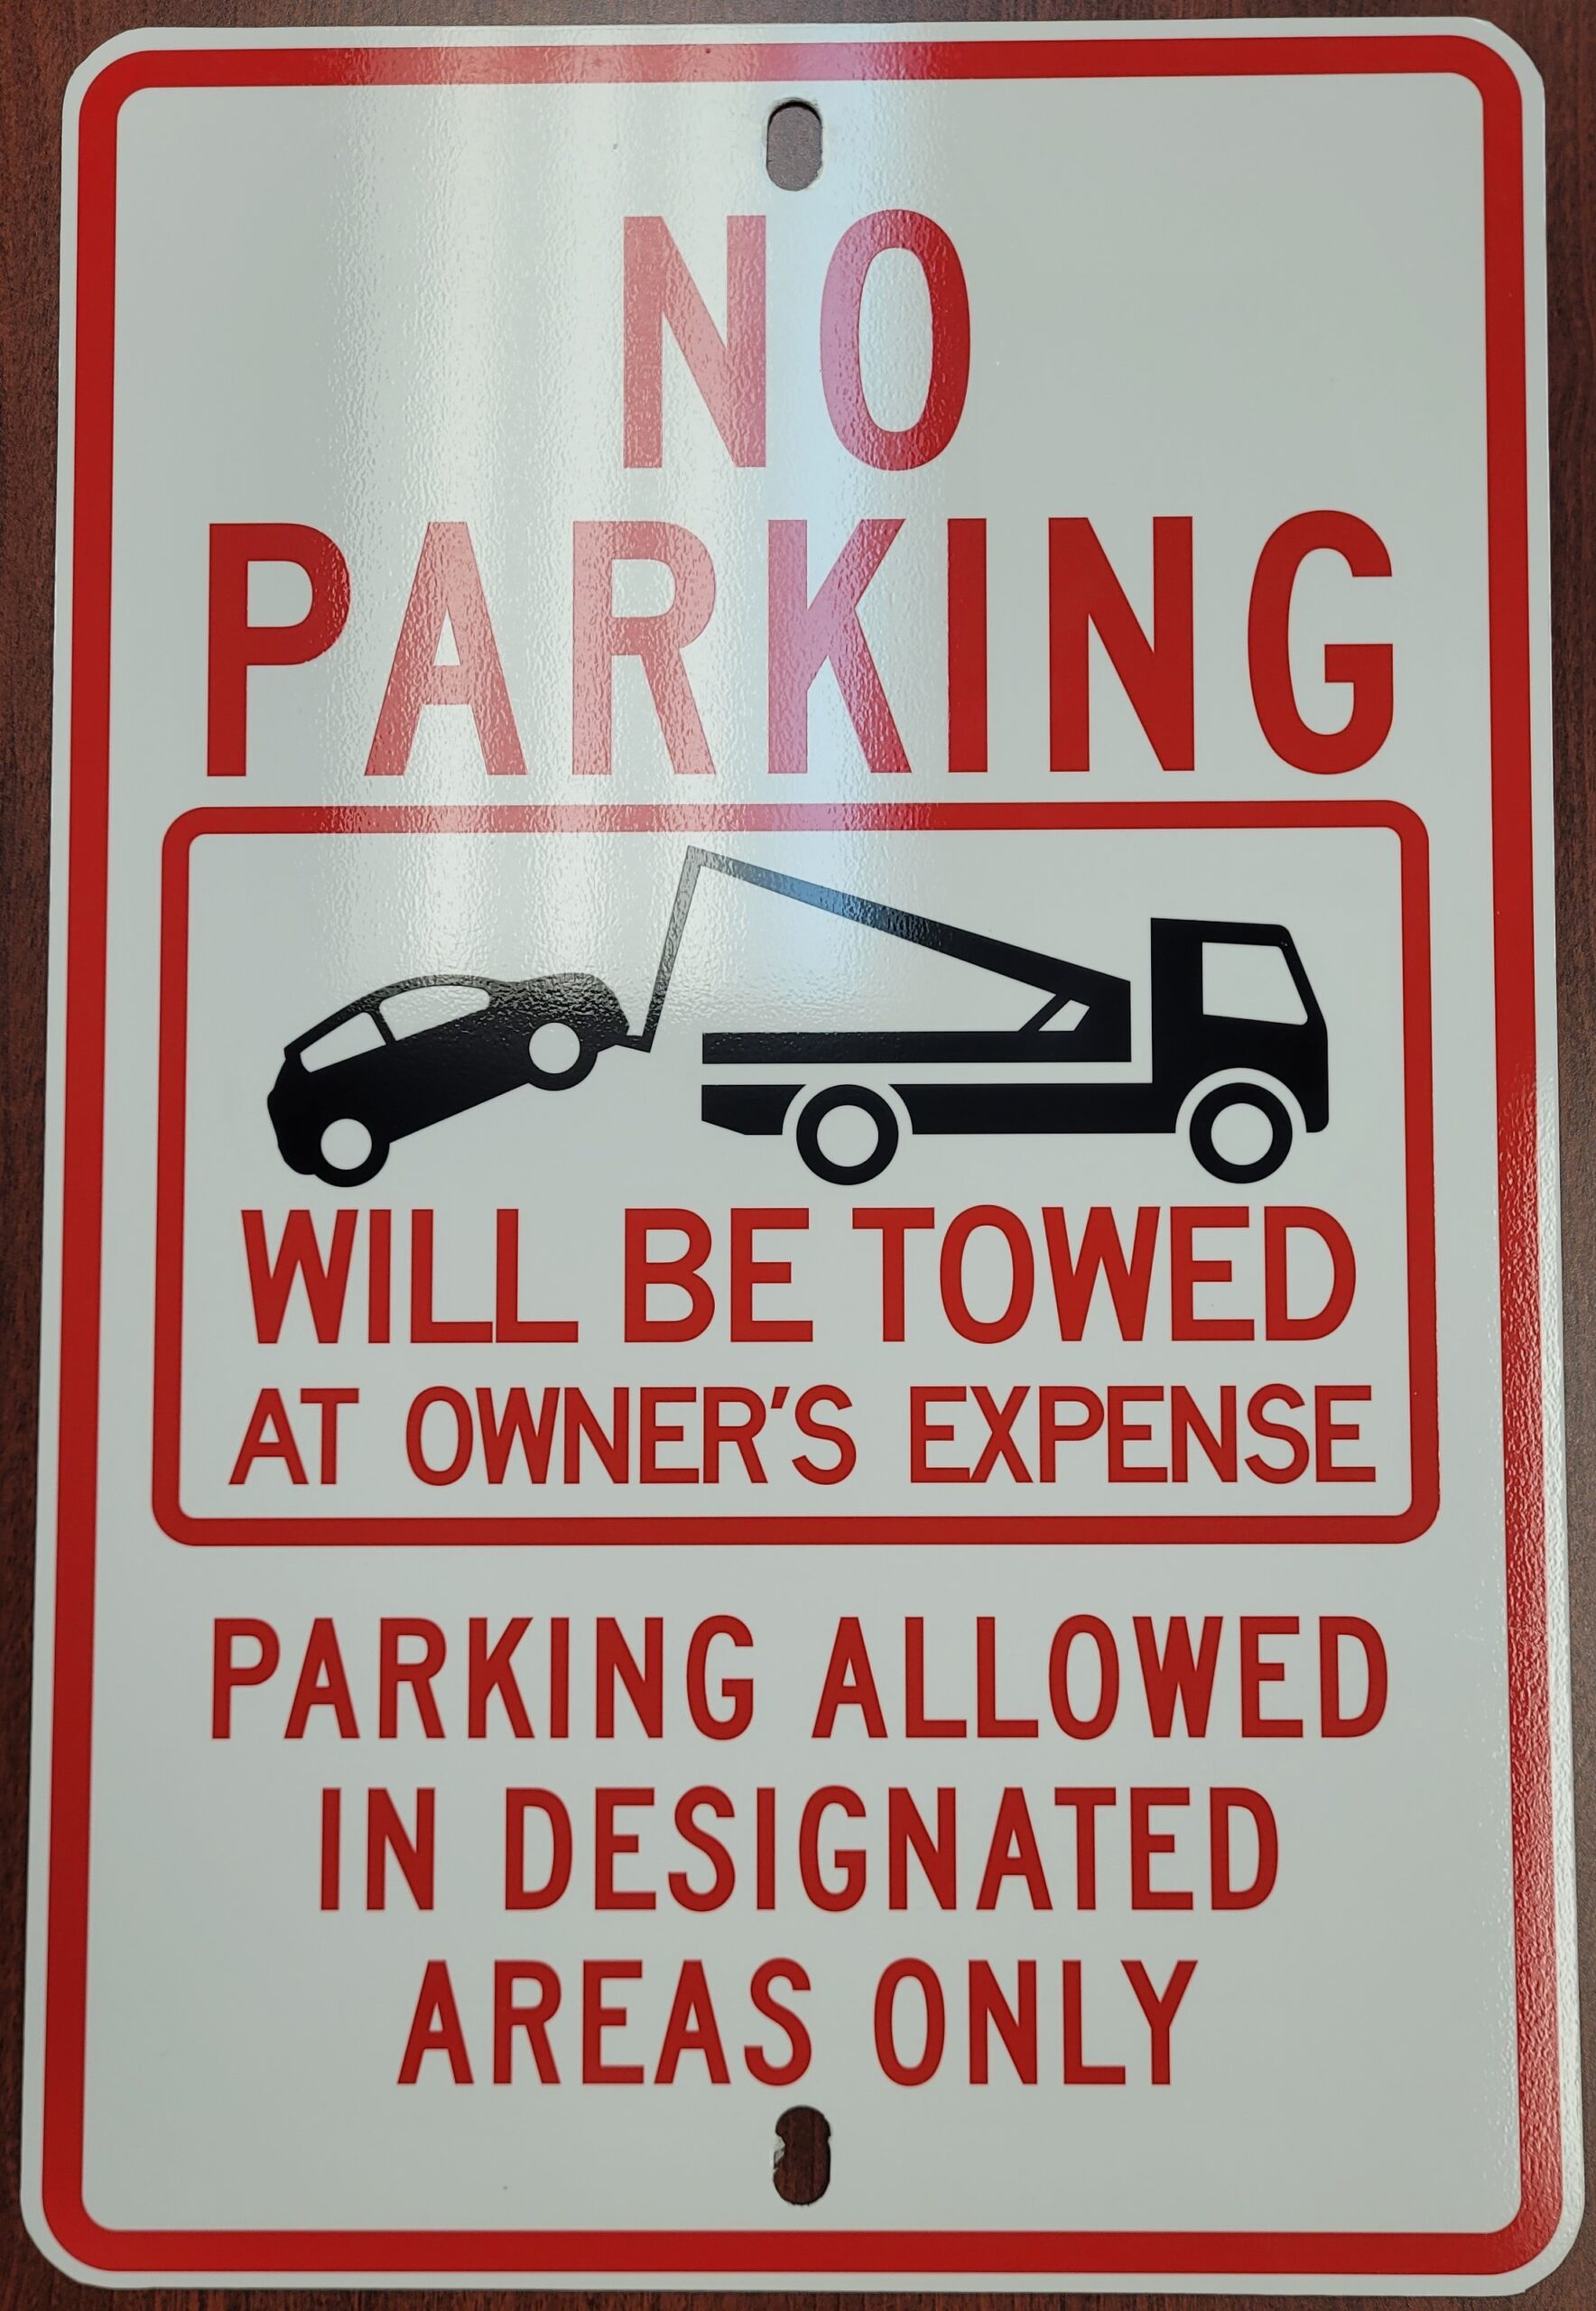 NO
PARKING
WILL BE TOWED
AT OWNER'S EXPENSE
PARKING ALLOWED
IN DESIGNATED
AREAS ONLY